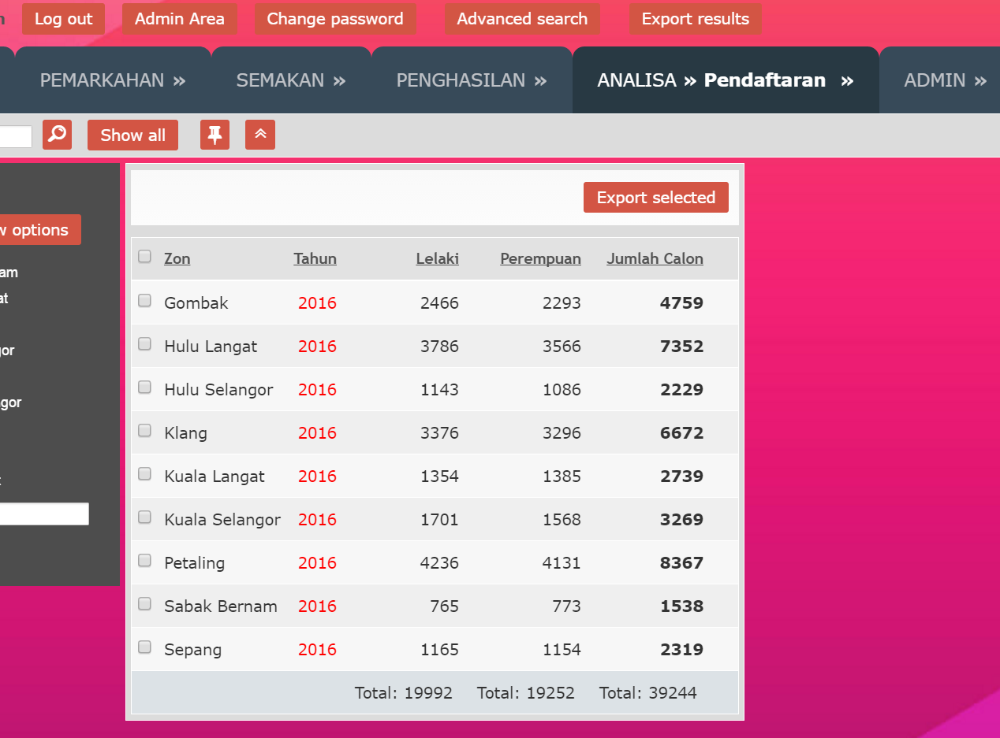 Log out Admin Area Change password Advanced search Export results
PEMARKAHAN » SEMAKAN » PENGHASILAN » ANALISA » Pendaftaran » ADMIN »
Show all
Export selected
options
Zon Tahun Lelaki Perempuan Jumlah Calon
Gombak 2016 2466 2293 4759
Hulu Langat 2016 3786 3566 7352
Hulu Selangor 2016 1143 1086 2229
Klang 2016 3376 3296 6672
Kuala Langat 2016 1354 1385 2739
Kuala Selangor 2016 1701 1568 3269
Petaling 2016 4236 4131 8367
Sabak Bernam 2016 765 773 1538
Sepang 2016 1165 1154 2319
Total: 19992 Total: 19252 Total: 39244